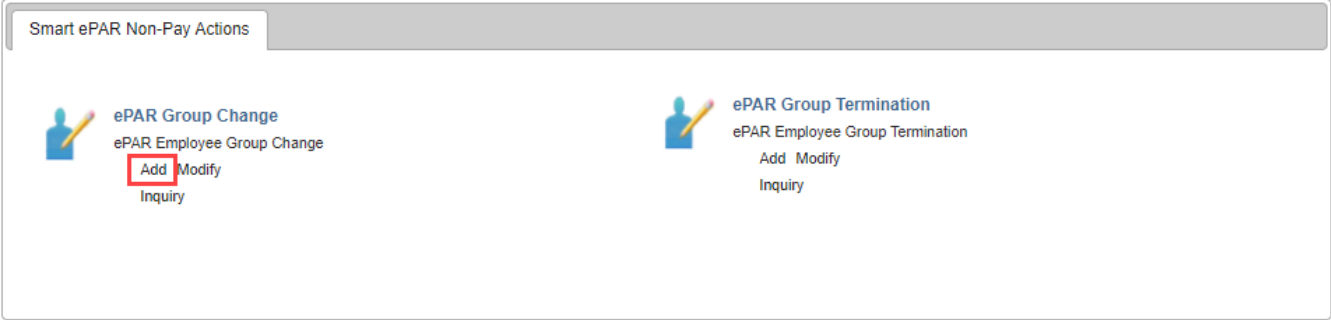 Smart ePAR Non-Pay Actions
ePAR Group Change
ePAR Employee Group Change
Add Modify
Inquiry
ePAR Group Termination
ePAR Employee Group Termination
Add Modify
Inquiry